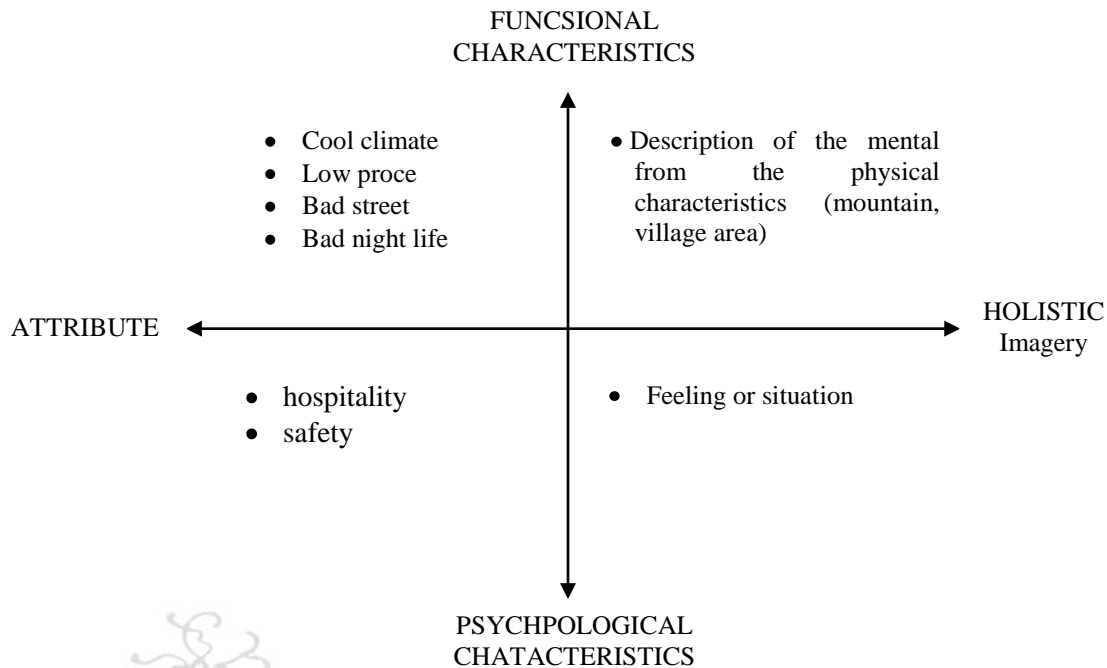 FUNCSIONAL
CHARACTERISTICS
• Cool climate
• Low proce
• Bad street
• Bad night life
• Description of the mental
from the physical
characteristics (mountain,
village area)
ATTRIBUTE
HOLISTIC
Imagery
• hospitality
• safety
• Feeling or situation
PSYCHPOLOGICAL
CHATACTERISTICS